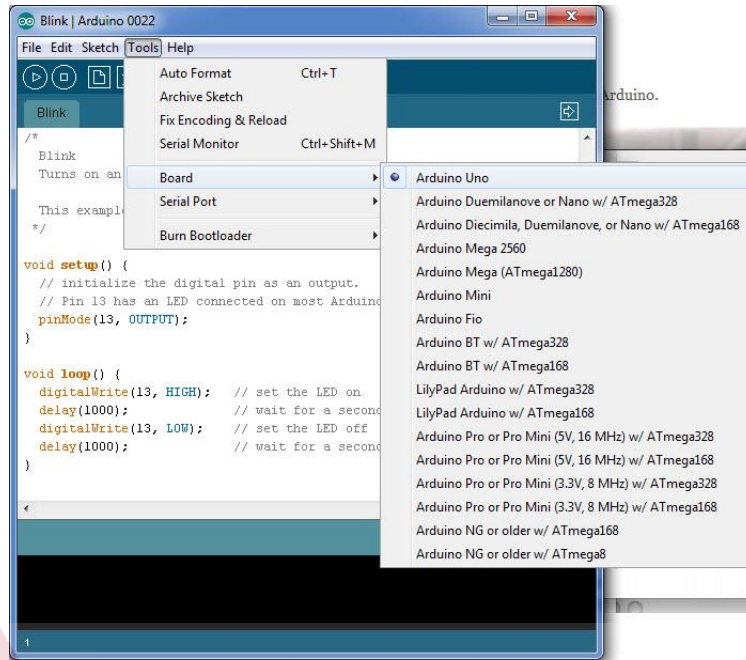 Blink | Arduino 0022
File Edit Sketch Tools Help
Auto Format Ctrl+T
Archive Sketch
Fix Encoding & Reload
Serial Monitor Ctrl+Shift+M
Board
Serial Port
Burn Bootloader
Arduino Uno
Arduino Duemilanove or Nano w/ ATmega328
Arduino Diecimila, Duemilanove, or Nano w/ ATmega168
Arduino Mega 2560
Arduino Mega (ATmega1280)
Arduino Mini
Arduino Fio
Arduino BT w/ ATmega328
Arduino BT w/ ATmega168
LilyPad Arduino w/ ATmega328
LilyPad Arduino w/ ATmega168
Arduino Pro or Pro Mini (5V, 16 MHz) w/ ATmega328
Arduino Pro or Pro Mini (5V, 16 MHz) w/ ATmega168
Arduino Pro or Pro Mini (3.3V, 8 MHz) w/ ATmega328
Arduino Pro or Pro Mini (3.3V, 8 MHz) w/ ATmega168
Arduino NG or older w/ ATmega168
Arduino NG or older w/ ATmega8
Blink
/*
Blink
Turns on an
This exampl
*/
void setup() {
// initialize the digital pin as an output.
// Pin 13 has an LED connected on most Arduino
pinMode(13, OUTPUT);
}
void loop() {
digitalWrite(13, HIGH); // set the LED on
delay(1000); // wait for a second
digitalWrite(13, LOW); // set the LED off
delay(1000); // wait for a second
}
1
Arduino.